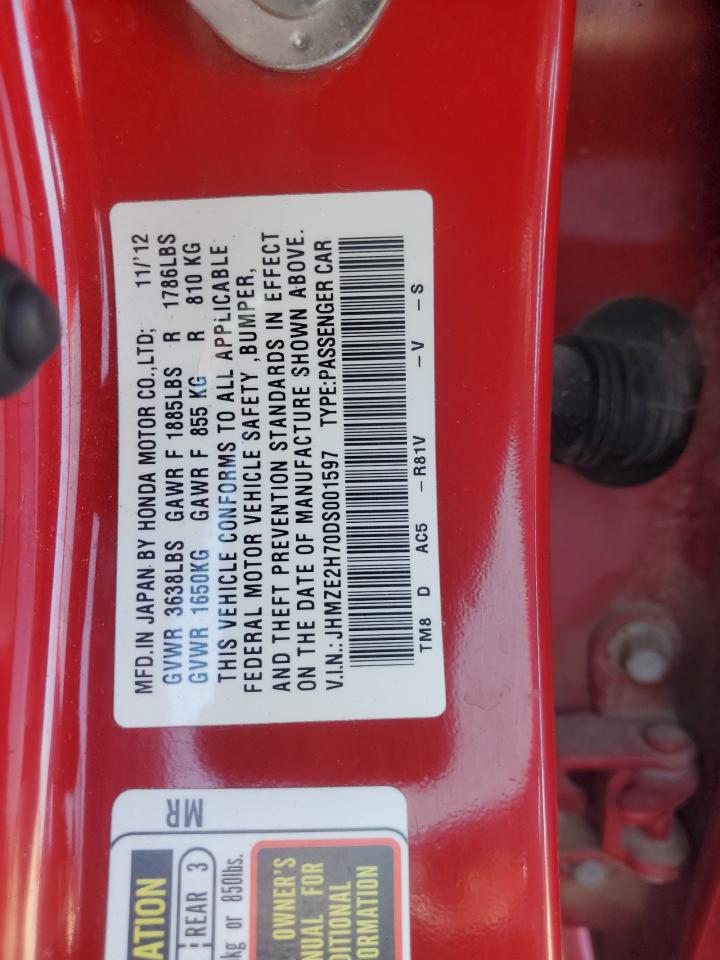 MFD.IN JAPAN BY HONDA MOTOR CO.,LTD; 11/'12
GVWR 3638LBS GAWR F 1885LBS R 1786LBS
GVWR 1650KG GAWR F 855 KG R 810 KG
THIS VEHICLE CONFORMS TO ALL APPLICABLE
FEDERAL MOTOR VEHICLE SAFETY ,BUMPER,
AND THEFT PREVENTION STANDARDS IN EFFECT
ON THE DATE OF MANUFACTURE SHOWN ABOVE.
V.I.N.: JHMZE2H70DS001597 TYPE:PASSENGER CAR
TM8 D AC5 -R81V -V -S
MR
ATION
REAR 3
kg or 850lbs.
OWNER'S
NUAL FOR
DITIONAL
ORMATION